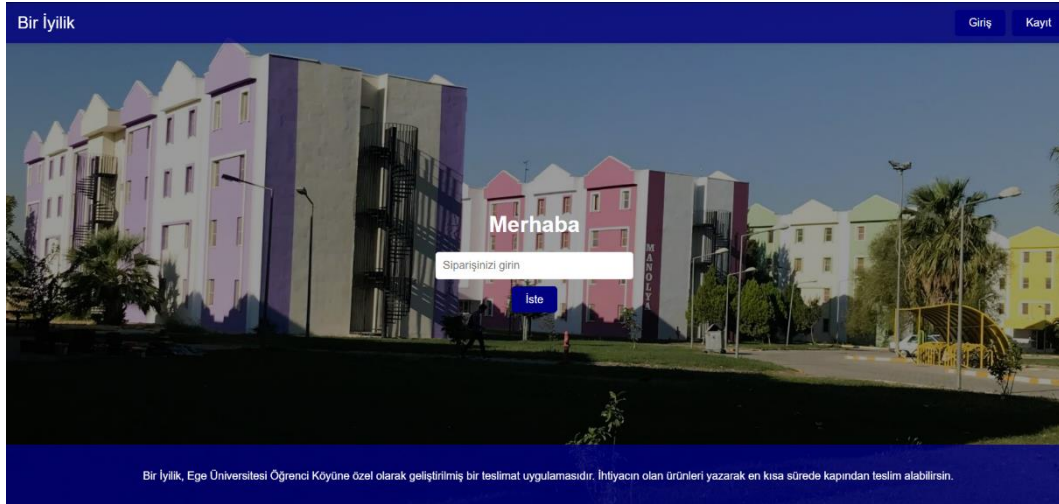 Bir İyilik
Giriş
Kayıt
Merhaba
MANOLYA
Siparişinizi girin
İste
Bir İyilik, Ege Üniversitesi Öğrenci Köyüne özel olarak geliştirilmiş bir teslimat uygulamasıdır. İhtiyacın olan ürünleri yazarak en kısa sürede kapından teslim alabilirsin.